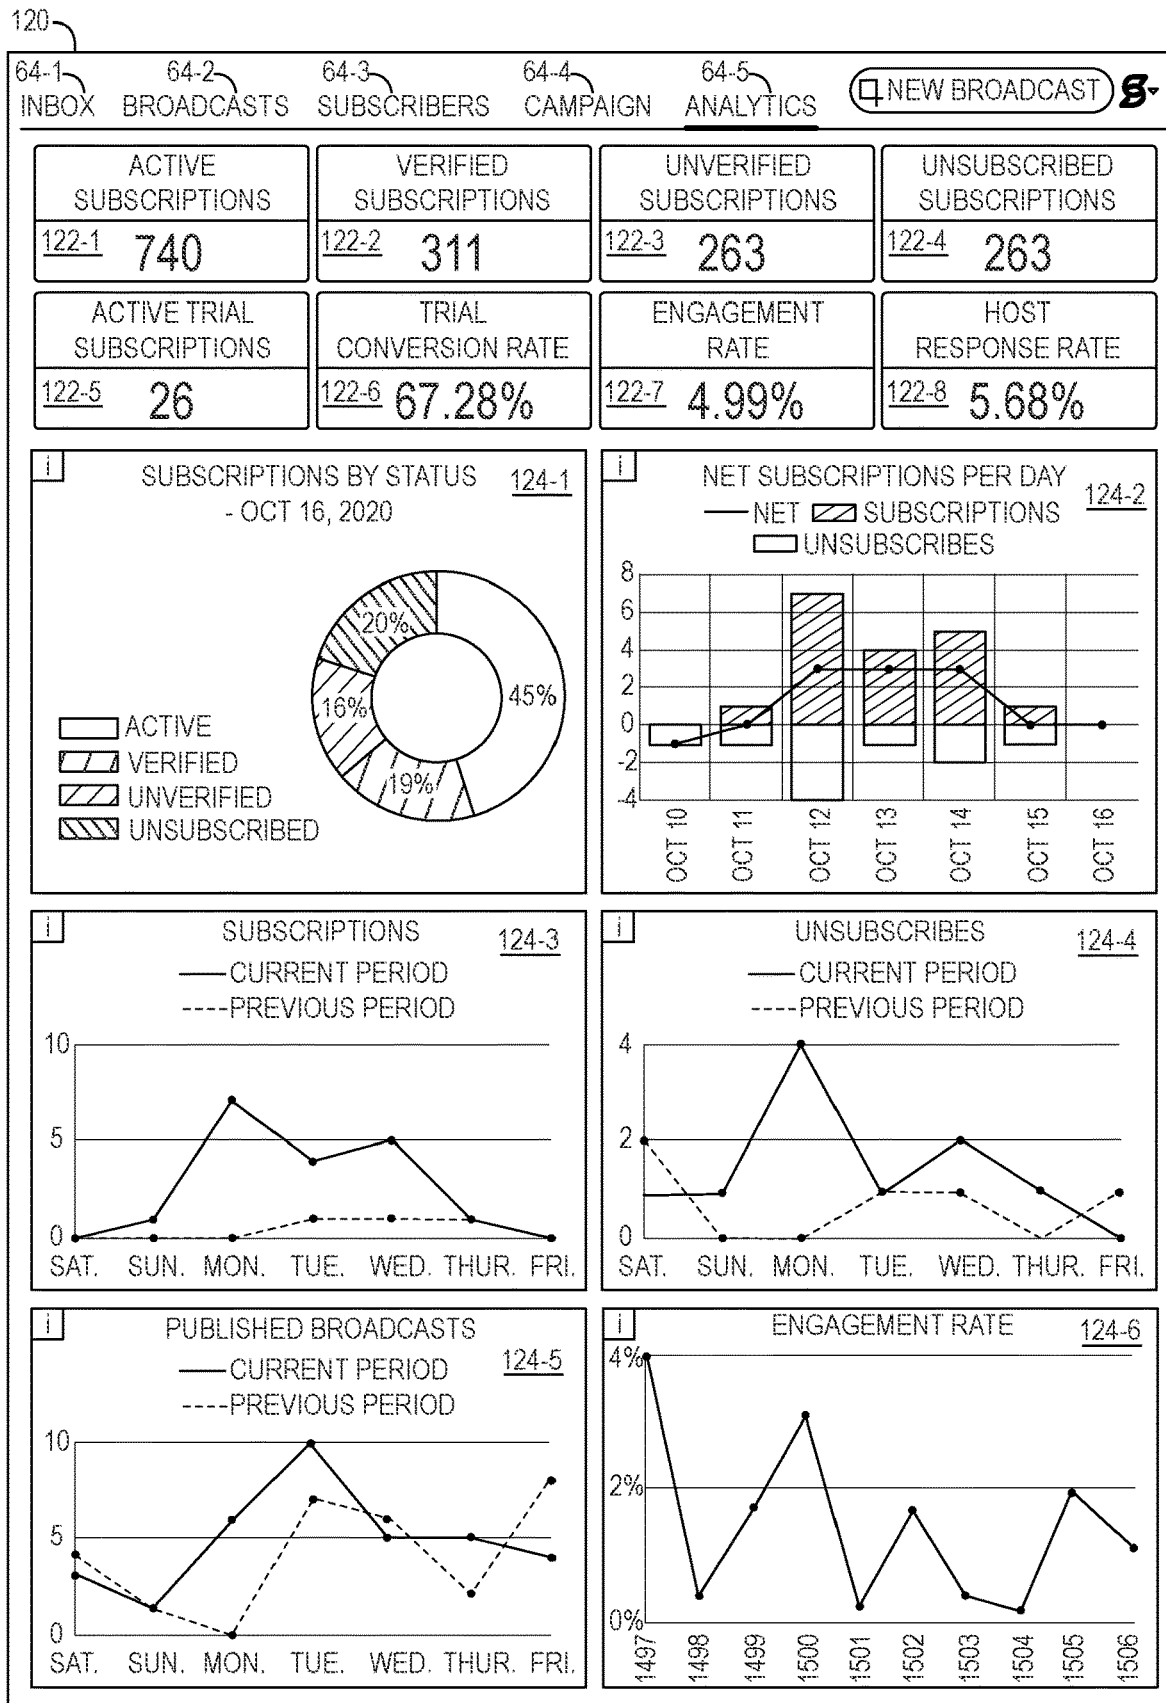 120
64-1 64-2 64-3 64-4 64-5
INBOX BROADCASTS SUBSCRIBERS CAMPAIGN ANALYTICS NEW BROADCAST
ACTIVE
SUBSCRIPTIONS
122-1 740
VERIFIED
SUBSCRIPTIONS
122-2 311
UNVERIFIED
SUBSCRIPTIONS
122-3 263
UNSUBSCRIBED
SUBSCRIPTIONS
122-4 263
ACTIVE TRIAL
SUBSCRIPTIONS
122-5 26
TRIAL
CONVERSION RATE
122-6 67.28%
ENGAGEMENT
RATE
122-7 4.99%
HOST
RESPONSE RATE
122-8 5.68%
i SUBSCRIPTIONS BY STATUS 124-1
- OCT 16, 2020
20%
45%
16%
19%
ACTIVE
VERIFIED
UNVERIFIED
UNSUBSCRIBED
i NET SUBSCRIPTIONS PER DAY 124-2
NET SUBSCRIPTIONS
UNSUBSCRIBES
8
6
4
2
0
-2
-4
OCT 10 OCT 11 OCT 12 OCT 13 OCT 14 OCT 15 OCT 16
i SUBSCRIPTIONS 124-3
CURRENT PERIOD
PREVIOUS PERIOD
10
5
0
SAT. SUN. MON. TUE. WED. THUR. FRI.
i UNSUBSCRIBES 124-4
CURRENT PERIOD
PREVIOUS PERIOD
4
2
0
SAT. SUN. MON. TUE. WED. THUR. FRI.
i PUBLISHED BROADCASTS 124-5
CURRENT PERIOD
PREVIOUS PERIOD
10
5
0
SAT. SUN. MON. TUE. WED. THUR. FRI.
i ENGAGEMENT RATE 124-6
4%
2%
0%
1497 1498 1499 1500 1501 1502 1503 1504 1505 1506